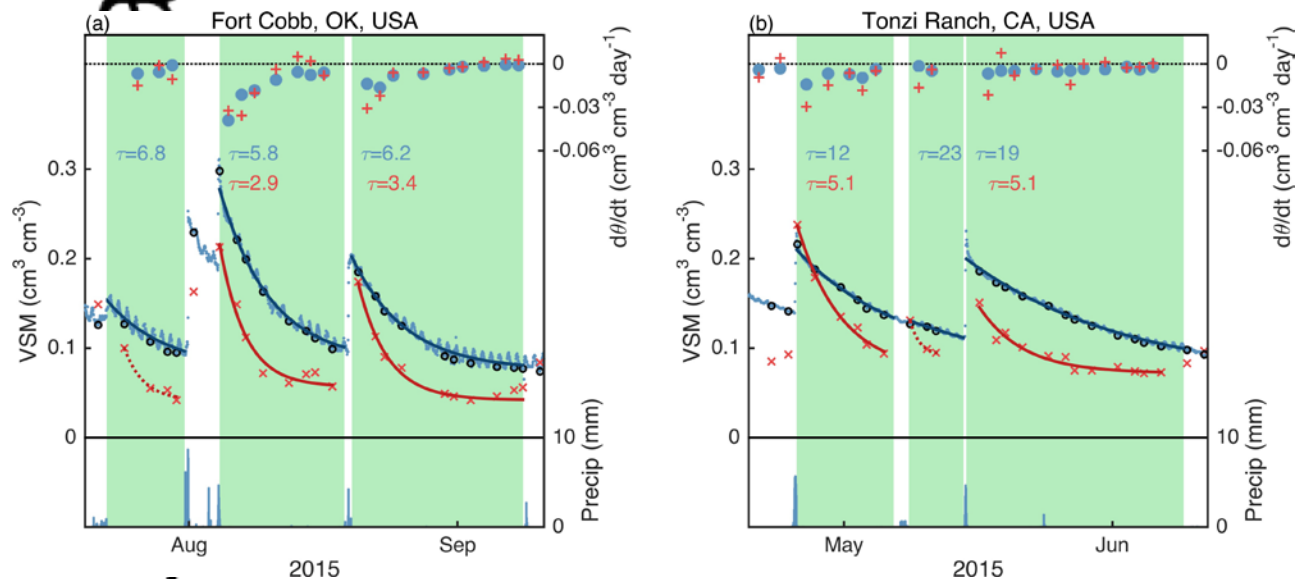 (a) Fort Cobb, OK, USA
(b) Tonzi Ranch, CA, USA
0
-0.03
-0.06
dθ/dt (cm³ cm⁻³ day⁻¹)
0.3
0.2
0.1
0
VSM (cm³ cm⁻³)
τ=6.8
τ=5.8
τ=6.2
τ=2.9
τ=3.4
10
0
Precip (mm)
Aug
Sep
2015
0
-0.03
-0.06
dθ/dt (cm³ cm⁻³ day⁻¹)
0.3
0.2
0.1
0
VSM (cm³ cm⁻³)
τ=12
τ=23
τ=19
τ=5.1
τ=5.1
10
0
Precip (mm)
May
Jun
2015